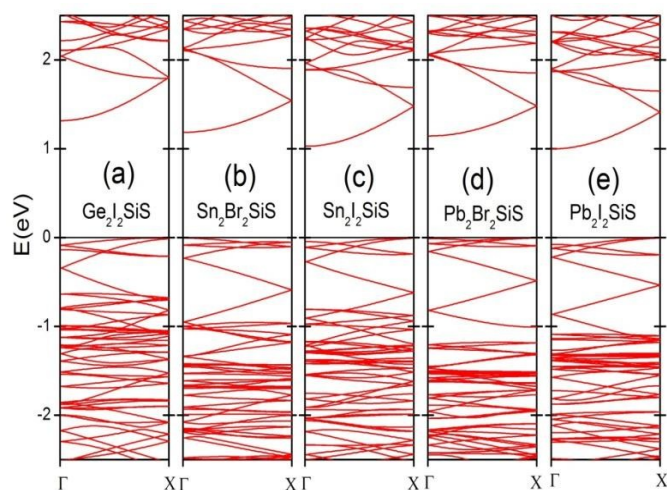 2
1
0
-1
-2
E(eV)
(a)
Ge2I2SiS
(b)
Sn2Br2SiS
(c)
Sn2I2SiS
(d)
Pb2Br2SiS
(e)
Pb2I2SiS
Γ X Γ X Γ X Γ X Γ X